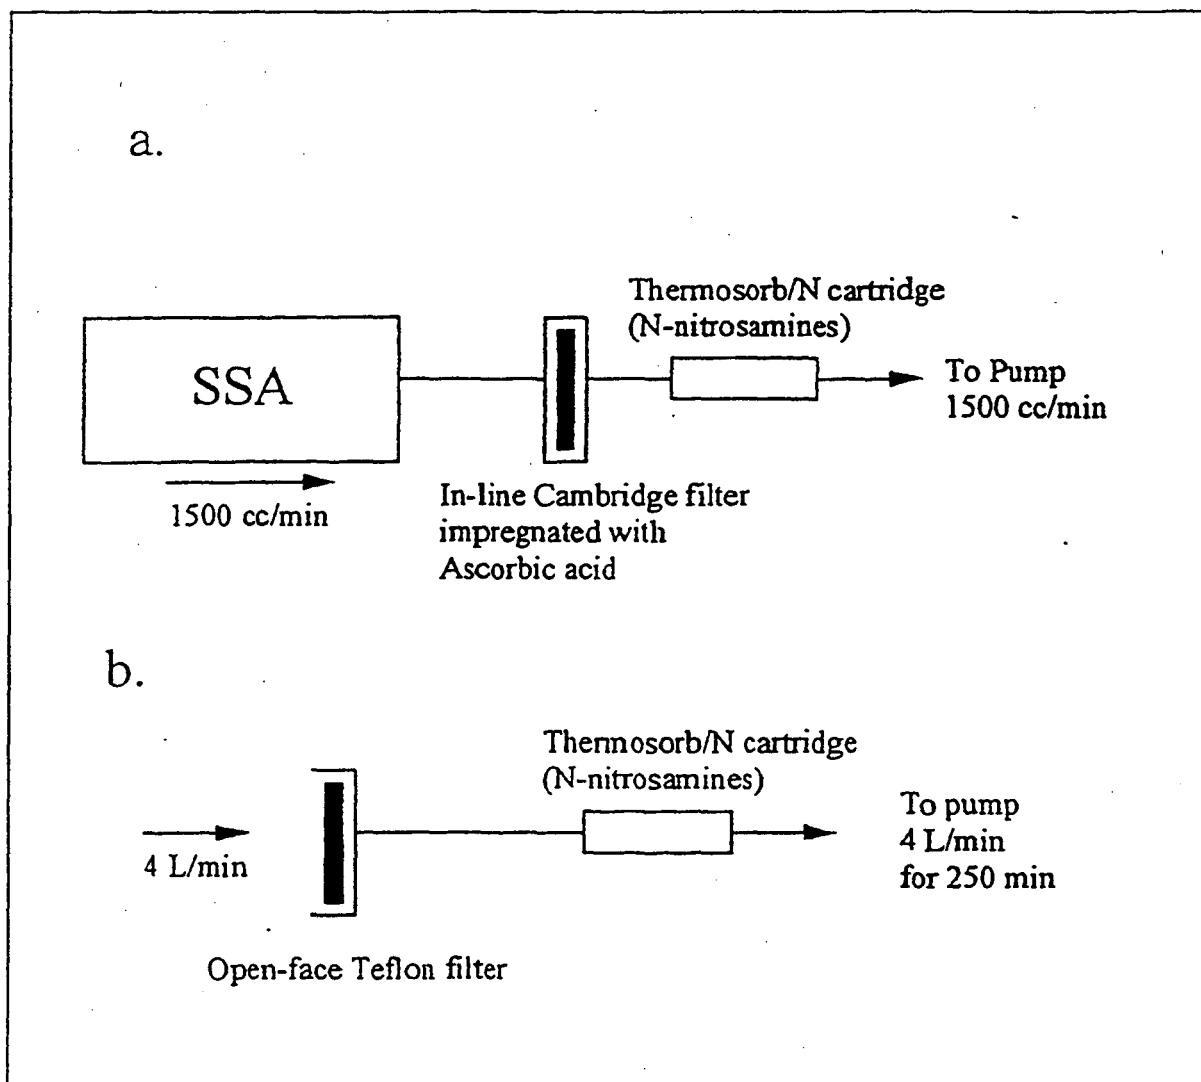 a.
Thermosorb/N cartridge
(N-nitrosamines)
SSA
To Pump
1500 cc/min
1500 cc/min
In-line Cambridge filter
impregnated with
Ascorbic acid
b.
Thermosorb/N cartridge
(N-nitrosamines)
4 L/min
To pump
4 L/min
for 250 min
Open-face Teflon filter